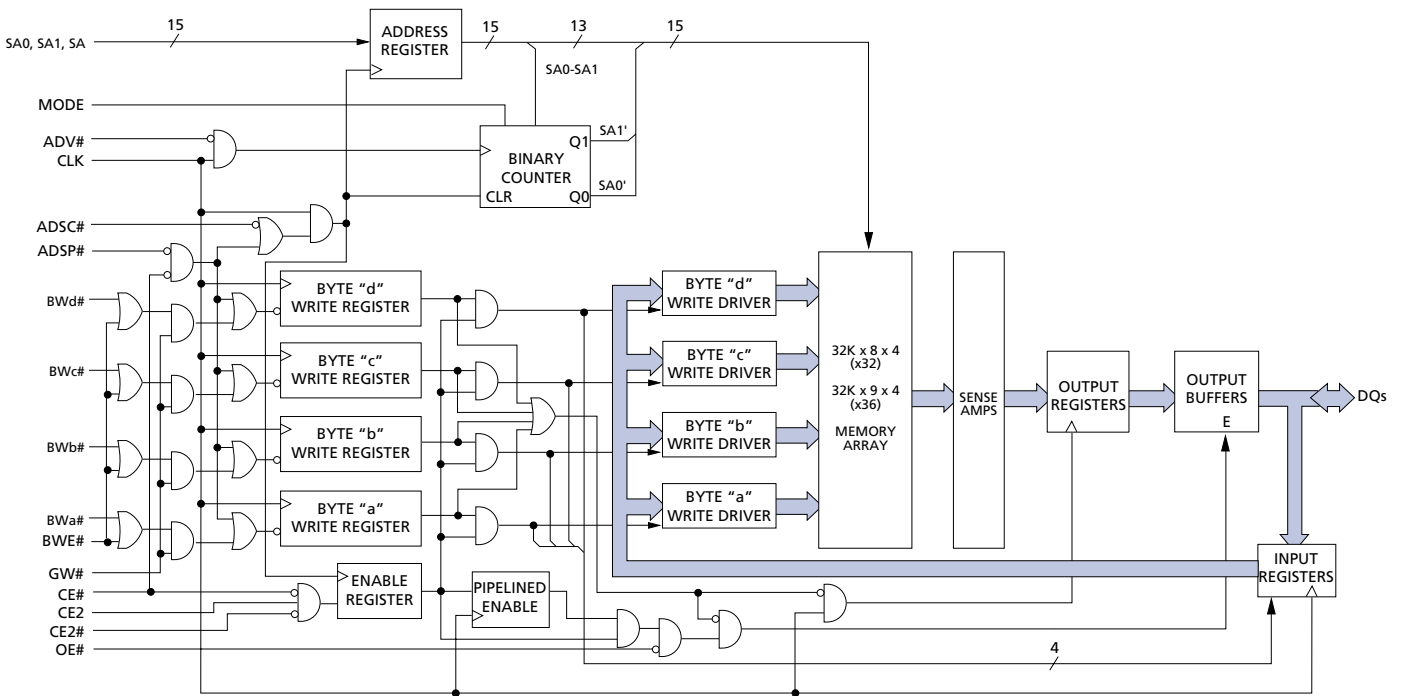 15
SA0, SA1, SA
ADDRESS
REGISTER
15
13
15
SA0-SA1
MODE
ADV#
CLK
BINARY
COUNTER
CLR
Q1
Q0
SA1'
SA0'
ADSC#
ADSP#
BWd#
BYTE “d”
WRITE REGISTER
BYTE “d”
WRITE DRIVER
BWc#
BYTE “c”
WRITE REGISTER
BYTE “c”
WRITE DRIVER
BWb#
BYTE “b”
WRITE REGISTER
BYTE “b”
WRITE DRIVER
BWa#
BWE#
BYTE “a”
WRITE REGISTER
BYTE “a”
WRITE DRIVER
32K x 8 x 4
(x32)
32K x 9 x 4
(x36)
MEMORY
ARRAY
SENSE
AMPS
OUTPUT
REGISTERS
OUTPUT
BUFFERS
E
DQs
INPUT
REGISTERS
GW#
CE#
CE2
CE2#
OE#
ENABLE
REGISTER
PIPELINED
ENABLE
4